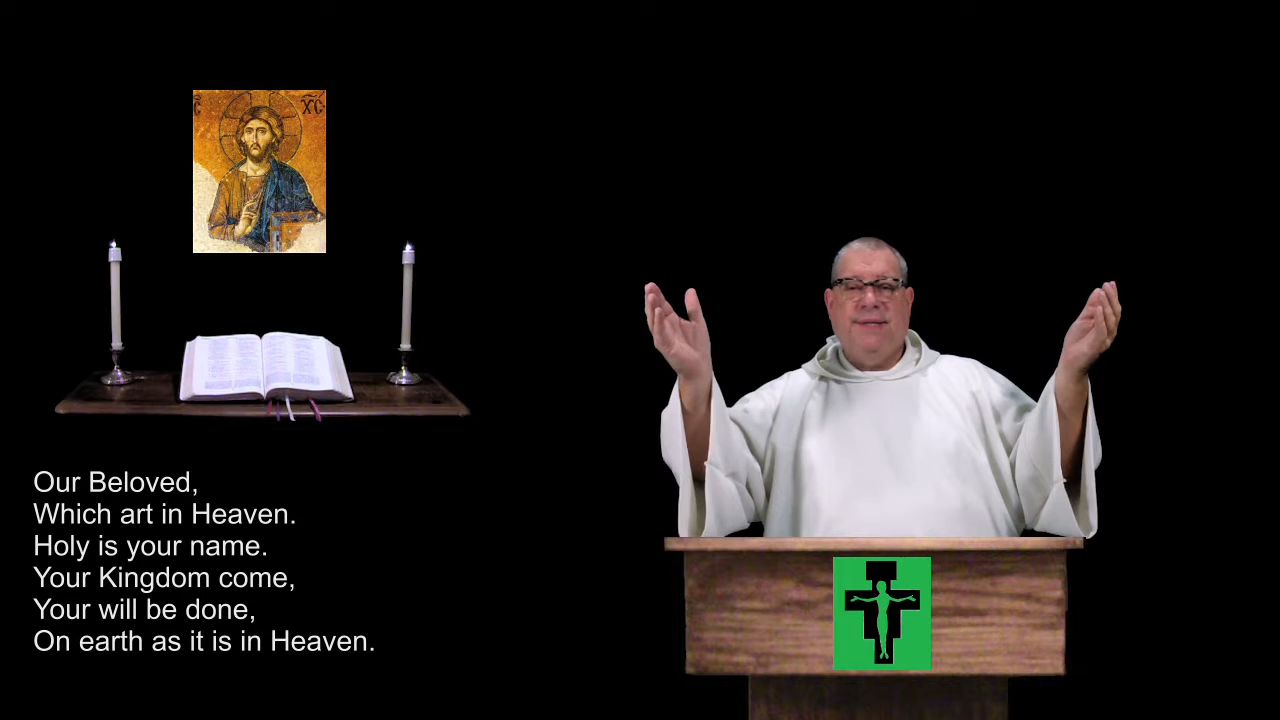 C
XC
Our Beloved,
Which art in Heaven.
Holy is your name.
Your Kingdom come,
Your will be done,
On earth as it is in Heaven.